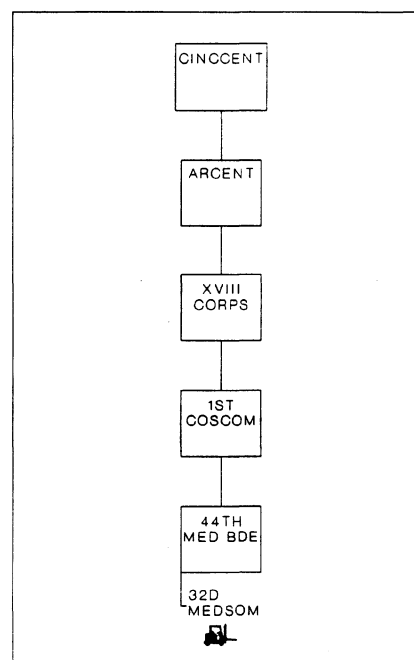 CINCCENT
ARCENT
XVIII
CORPS
1ST
COSCOM
44TH
MED BDE
32D
MEDSOM